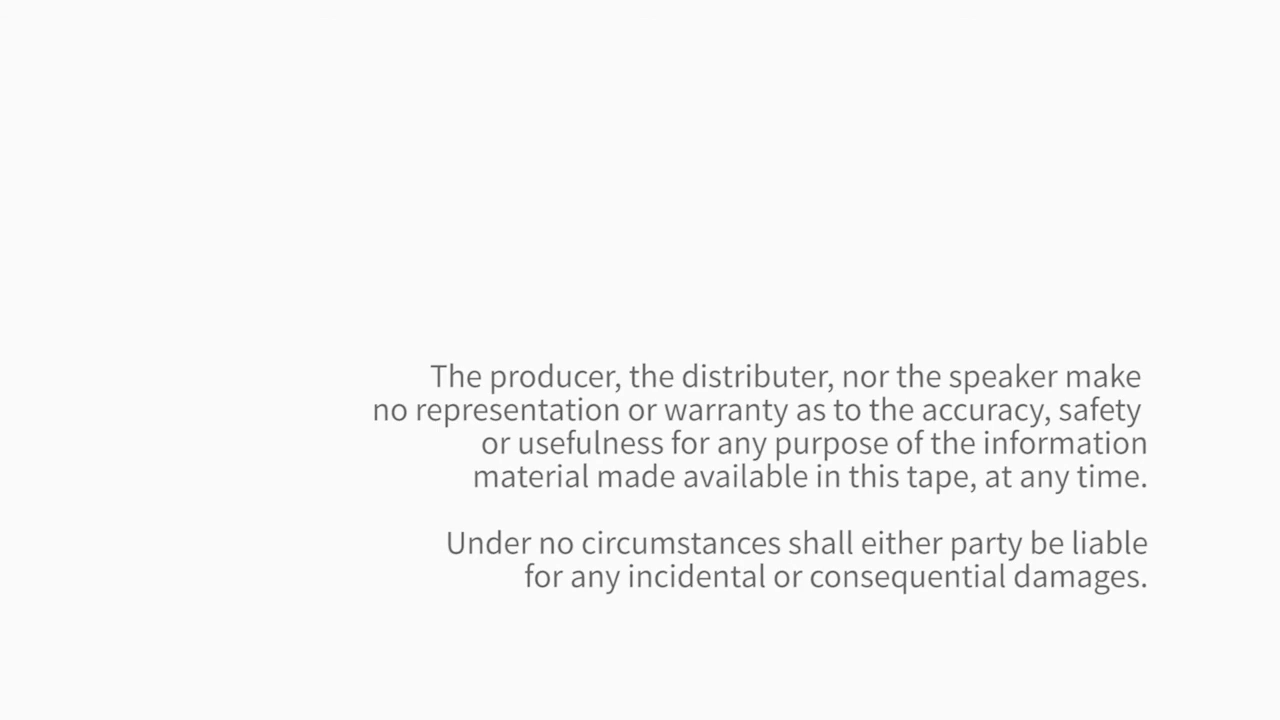 The producer, the distributer, nor the speaker make
no representation or warranty as to the accuracy, safety
or usefulness for any purpose of the information
material made available in this tape, at any time.
Under no circumstances shall either party be liable
for any incidental or consequential damages.